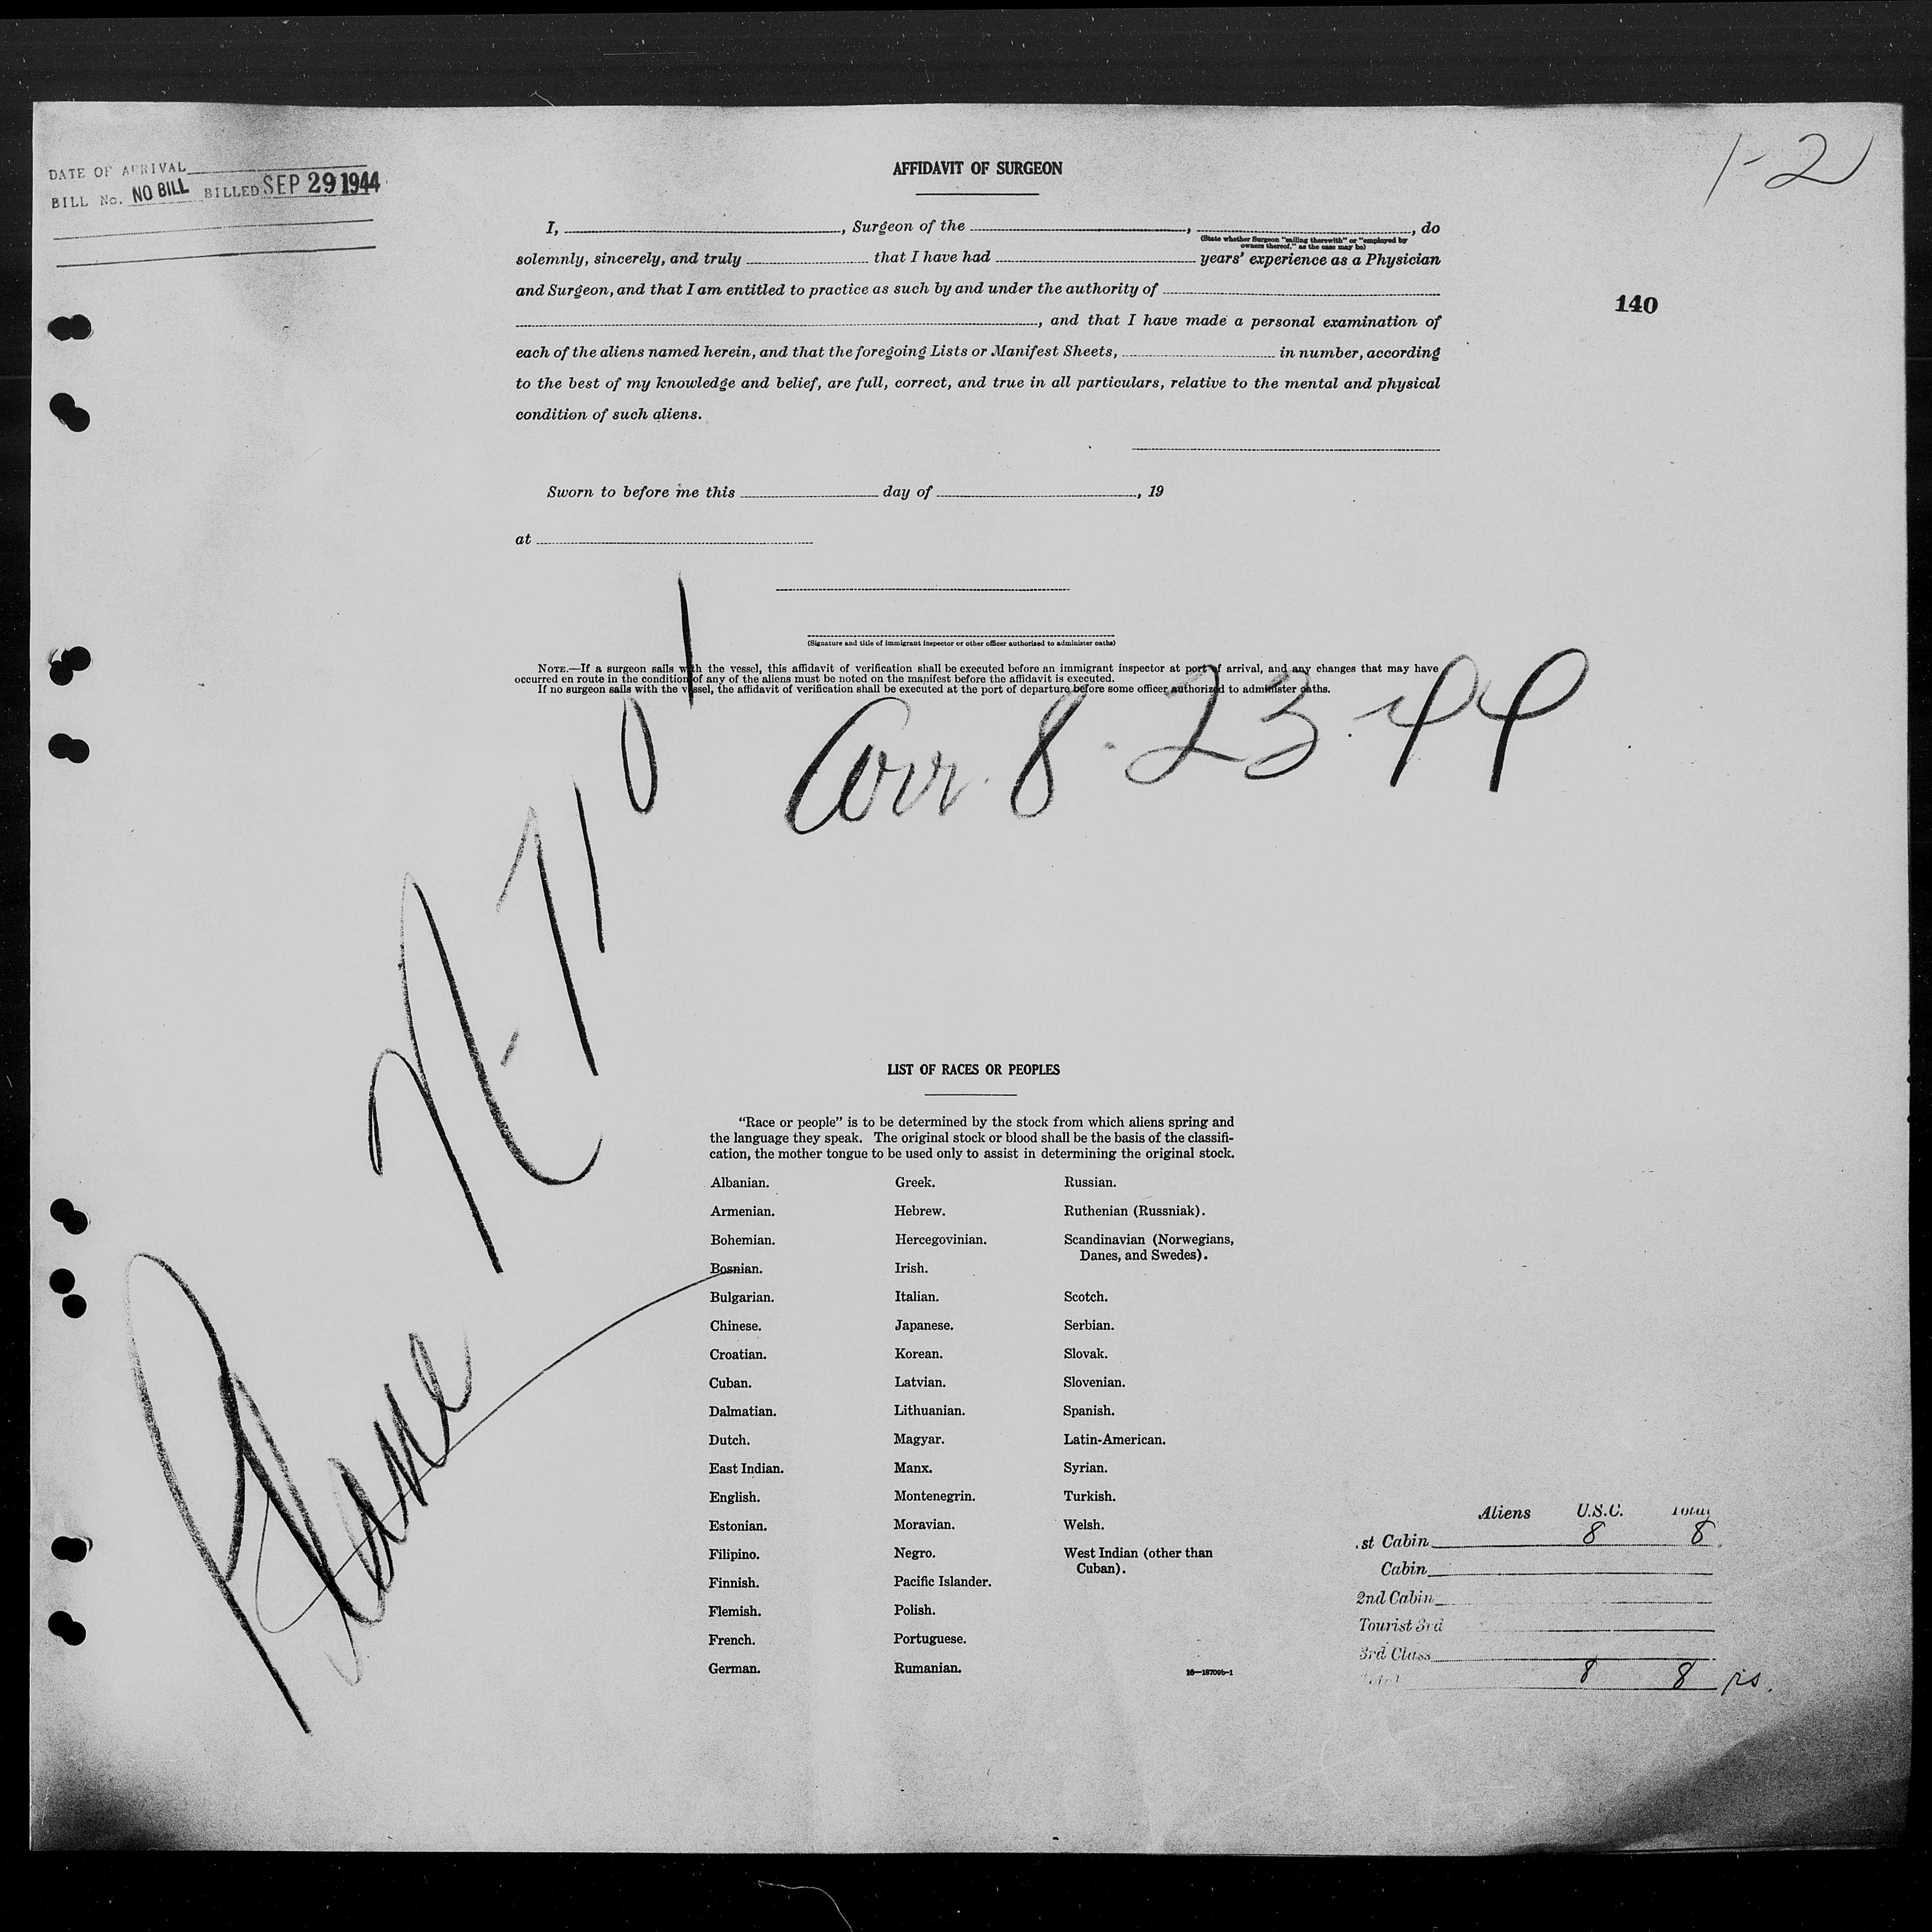 DATE OF ARRIVAL
BILL No. NO BILL BILLED SEP 29 1944
1-2
140
AFFIDAVIT OF SURGEON
I, , Surgeon of the , , do
(State whether Surgeon "sailing therewith" or "employed by
owners thereof," as the case may be)
solemnly, sincerely, and truly that I have had years' experience as a Physician
and Surgeon, and that I am entitled to practice as such by and under the authority of
, and that I have made a personal examination of
each of the aliens named herein, and that the foregoing Lists or Manifest Sheets, in number, according
to the best of my knowledge and belief, are full, correct, and true in all particulars, relative to the mental and physical
condition of such aliens.
Sworn to before me this day of , 19
at
(Signature and title of immigrant inspector or other officer authorized to administer oaths)
NOTE.—If a surgeon sails with the vessel, this affidavit of verification shall be executed before an immigrant inspector at port of arrival, and any changes that may have
occurred en route in the condition of any of the aliens must be noted on the manifest before the affidavit is executed.
If no surgeon sails with the vessel, the affidavit of verification shall be executed at the port of departure before some officer authorized to administer oaths.
Arr. 8-23-44
Plane
LIST OF RACES OR PEOPLES
"Race or people" is to be determined by the stock from which aliens spring and
the language they speak. The original stock or blood shall be the basis of the classifi-
cation, the mother tongue to be used only to assist in determining the original stock.
Albanian.
Armenian.
Bohemian.
Bosnian.
Bulgarian.
Chinese.
Croatian.
Cuban.
Dalmatian.
Dutch.
East Indian.
English.
Estonian.
Filipino.
Finnish.
Flemish.
French.
German.
Greek.
Hebrew.
Hercegovinian.
Irish.
Italian.
Japanese.
Korean.
Latvian.
Lithuanian.
Magyar.
Manx.
Montenegrin.
Moravian.
Negro.
Pacific Islander.
Polish.
Portuguese.
Rumanian.
Russian.
Ruthenian (Russniak).
Scandinavian (Norwegians,
Danes, and Swedes).
Scotch.
Serbian.
Slovak.
Slovenian.
Spanish.
Latin-American.
Syrian.
Turkish.
Welsh.
West Indian (other than
Cuban).
16—18709b-1
Aliens U.S.C. Total
st Cabin 8 8
Cabin
2nd Cabin
Tourist 3rd
3rd Class
Total 8 8